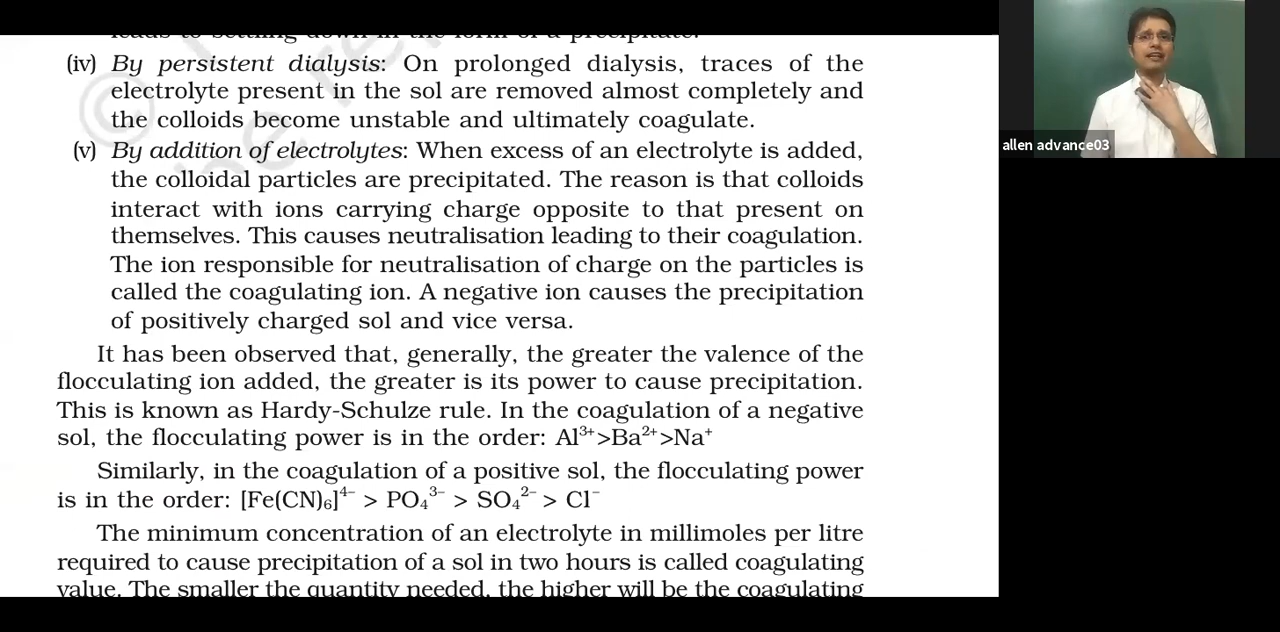 leads to settling down in the form of a precipitate.
(iv) By persistent dialysis: On prolonged dialysis, traces of the
electrolyte present in the sol are removed almost completely and
the colloids become unstable and ultimately coagulate.
(v) By addition of electrolytes: When excess of an electrolyte is added,
the colloidal particles are precipitated. The reason is that colloids
interact with ions carrying charge opposite to that present on
themselves. This causes neutralisation leading to their coagulation.
The ion responsible for neutralisation of charge on the particles is
called the coagulating ion. A negative ion causes the precipitation
of positively charged sol and vice versa.
It has been observed that, generally, the greater the valence of the
flocculating ion added, the greater is its power to cause precipitation.
This is known as Hardy-Schulze rule. In the coagulation of a negative
sol, the flocculating power is in the order: Al³⁺>Ba²⁺>Na⁺
Similarly, in the coagulation of a positive sol, the flocculating power
is in the order: [Fe(CN)₆]⁴⁻ > PO₄³⁻ > SO₄²⁻ > Cl⁻
The minimum concentration of an electrolyte in millimoles per litre
required to cause precipitation of a sol in two hours is called coagulating
value. The smaller the quantity needed, the higher will be the coagulating
allen advance03